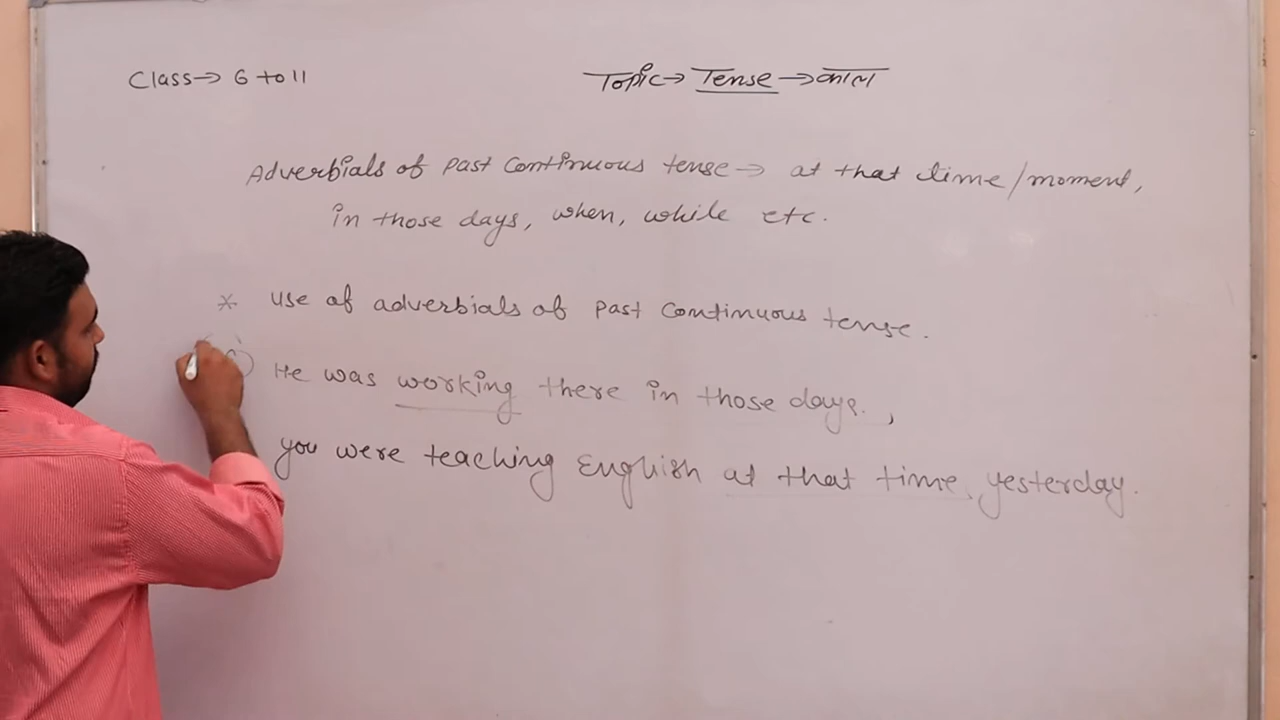 Class→ 6 to 11
Topic→ Tense →काल
Adverbials of past continuous tense→ at that time/moment,
in those days, when, while etc.
* use of adverbials of past continuous tense.
He was working there in those days. ,
you were teaching English at that time yesterday.